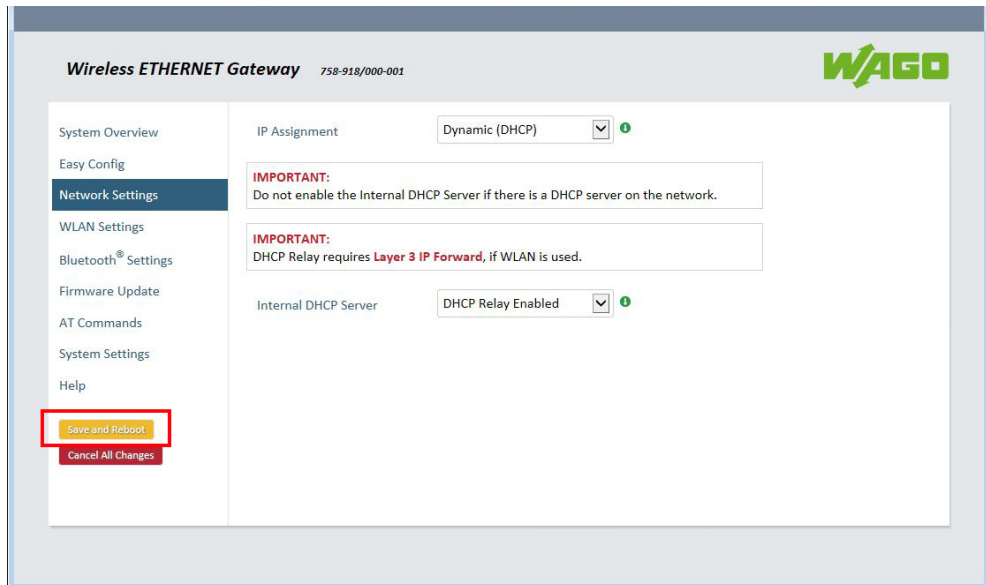 Wireless ETHERNET Gateway 758-918/000-001
WAGO
System Overview
Easy Config
Network Settings
WLAN Settings
Bluetooth® Settings
Firmware Update
AT Commands
System Settings
Help
Save and Reboot
Cancel All Changes
IP Assignment Dynamic (DHCP)
IMPORTANT:
Do not enable the Internal DHCP Server if there is a DHCP server on the network.
IMPORTANT:
DHCP Relay requires Layer 3 IP Forward, if WLAN is used.
Internal DHCP Server DHCP Relay Enabled